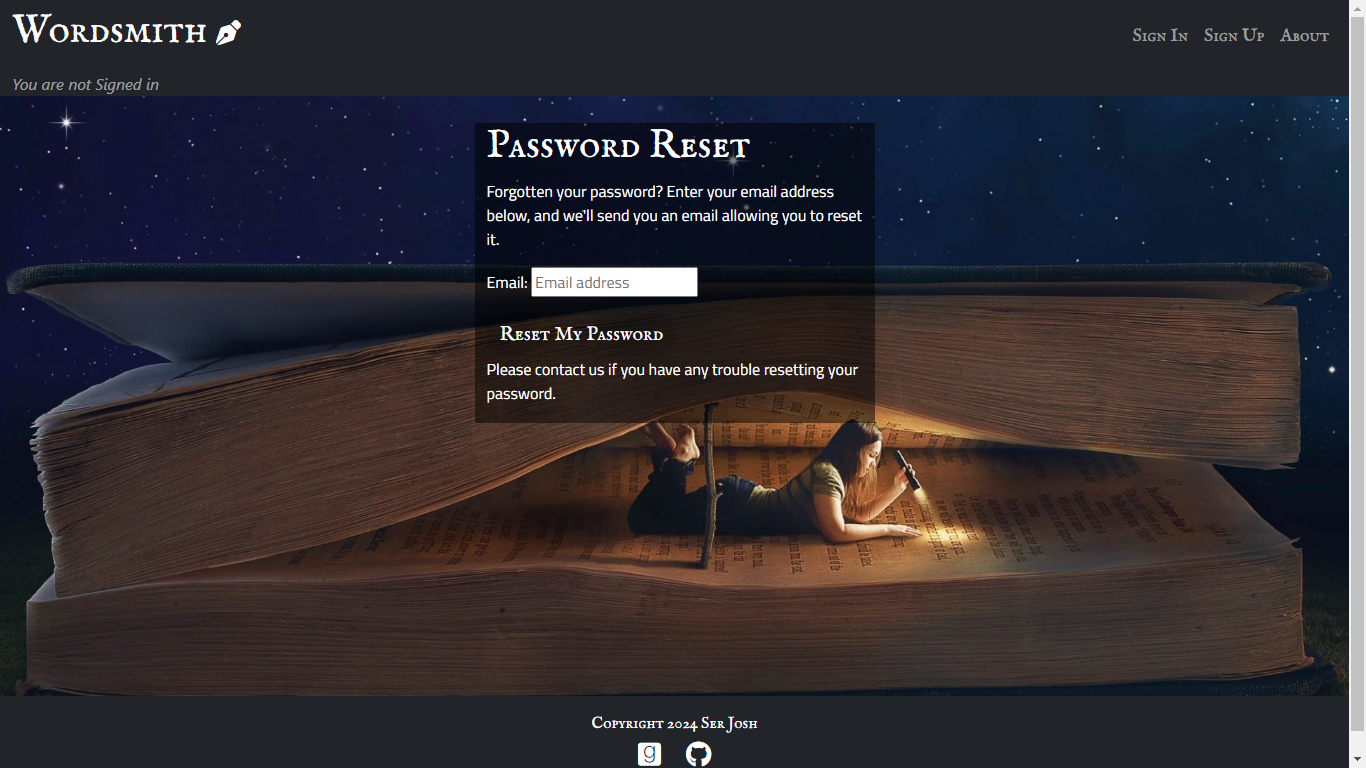 Wordsmith
Sign In Sign Up About
You are not Signed in
Password Reset
Forgotten your password? Enter your email address
below, and we'll send you an email allowing you to reset
it.
Email: Email address
Reset My Password
Please contact us if you have any trouble resetting your
password.
Copyright 2024 Ser Josh
g